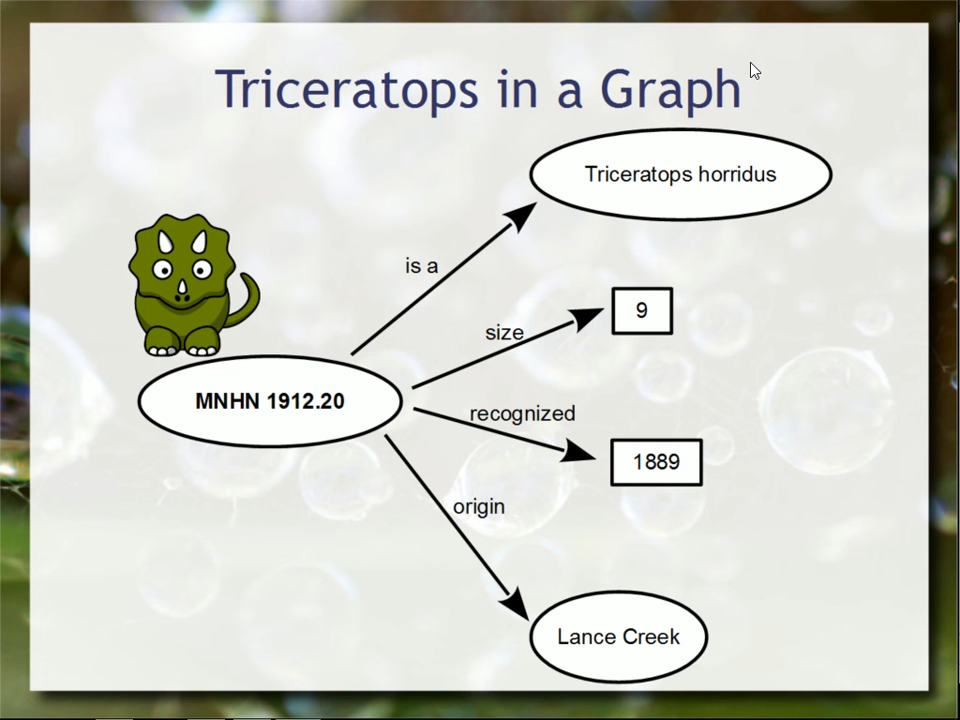 Triceratops in a Graph
Triceratops horridus
is a
9
size
MNHN 1912.20
recognized
1889
origin
Lance Creek